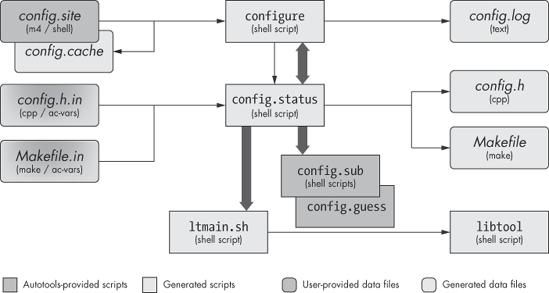 config.site
(m4 / shell)
config.cache
configure
(shell script)
config.log
(text)
config.h.in
(cpp / ac-vars)
config.status
(shell script)
config.h
(cpp)
Makefile.in
(make / ac-vars)
Makefile
(make)
config.sub
(shell scripts)
config.guess
ltmain.sh
(shell script)
libtool
(shell script)
Autotools-provided scripts
Generated scripts
User-provided data files
Generated data files